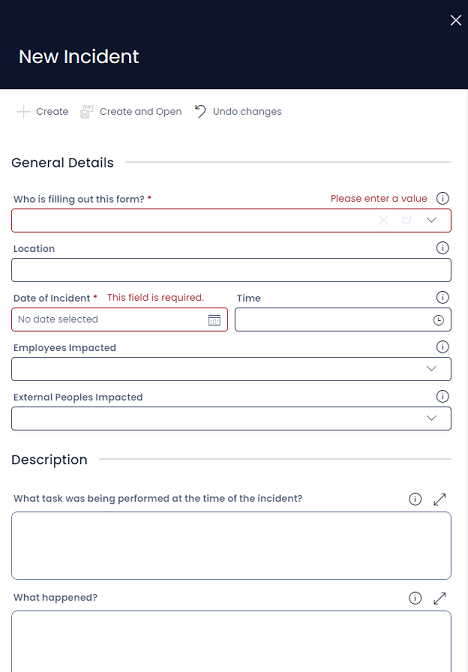 New Incident
Create Create and Open Undo changes
General Details
Who is filling out this form? * Please enter a value
Location
Date of Incident * This field is required. Time
No date selected
Employees Impacted
External Peoples Impacted
Description
What task was being performed at the time of the incident?
What happened?